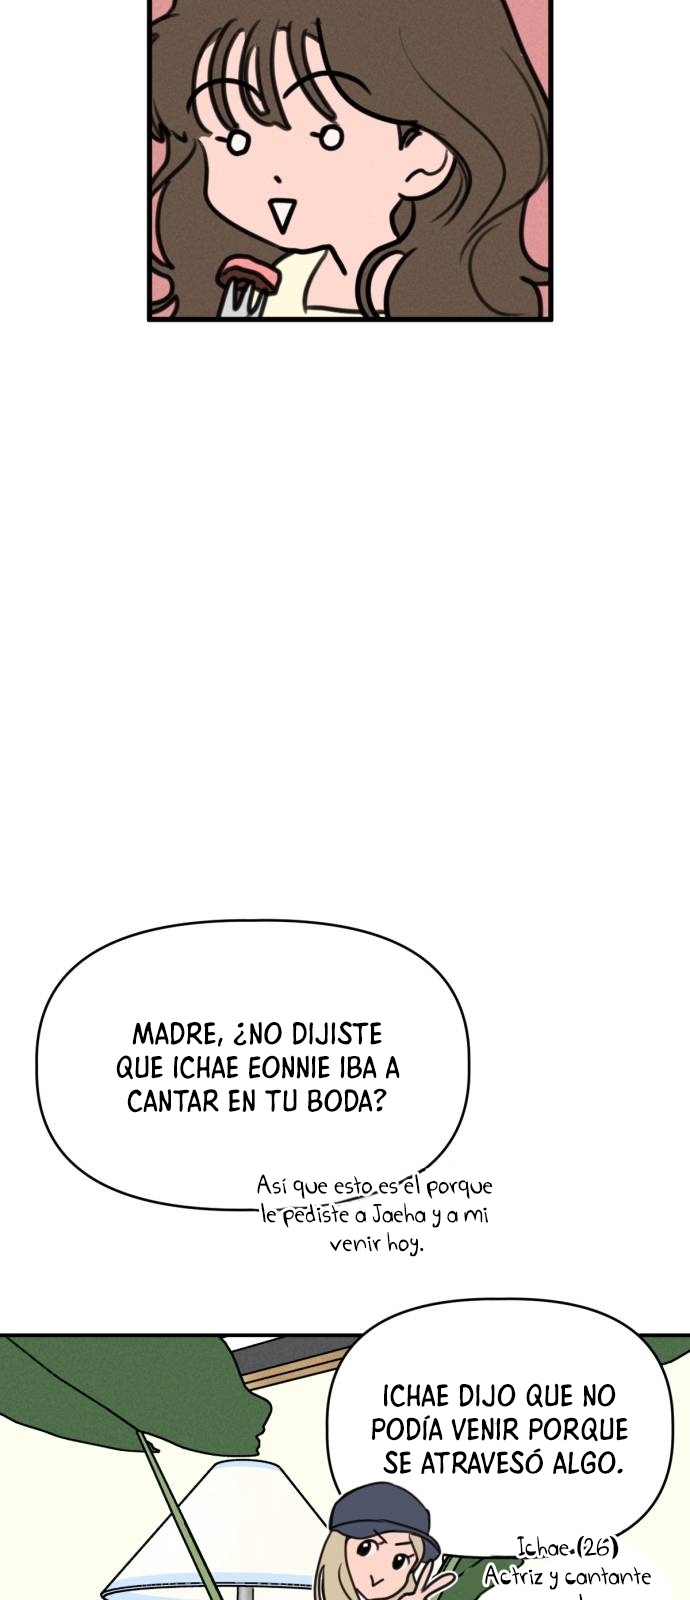 MADRE, ¿NO DIJISTE
QUE ICHAE EONNIE IBA A
CANTAR EN TU BODA?
Así que esto es el porque
le pediste a Jaeha y a mi
venir hoy.
ICHAE DIJO QUE NO
PODÍA VENIR PORQUE
SE ATRAVESÓ ALGO.
Ichae (26)
Actriz y cantante